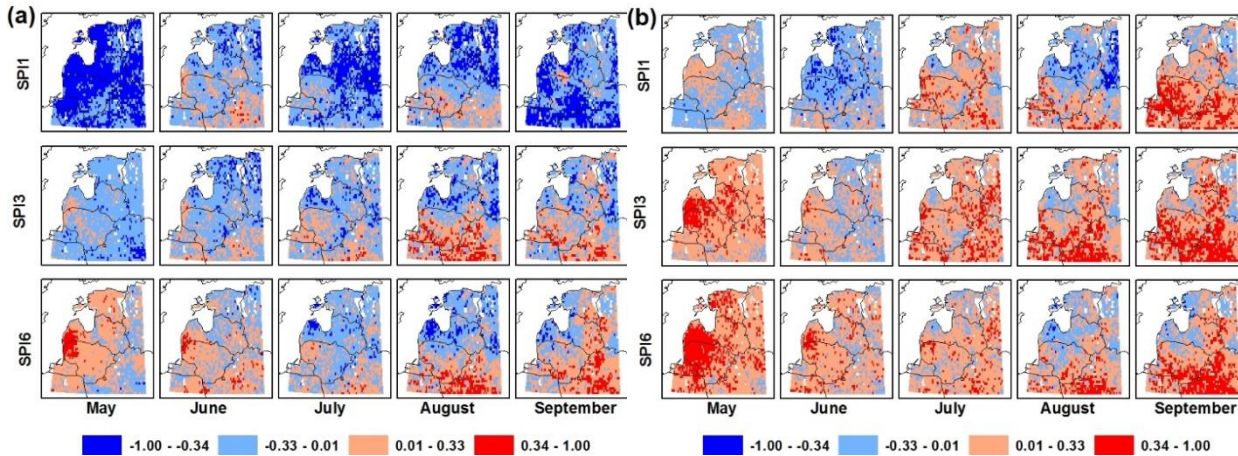 (a)
(b)
SPI1
SPI1
SPI3
SPI3
SPI6
SPI6
May June July August September
May June July August September
-1.00 - -0.34 -0.33 - 0.01 0.01 - 0.33 0.34 - 1.00
-1.00 - -0.34 -0.33 - 0.01 0.01 - 0.33 0.34 - 1.00